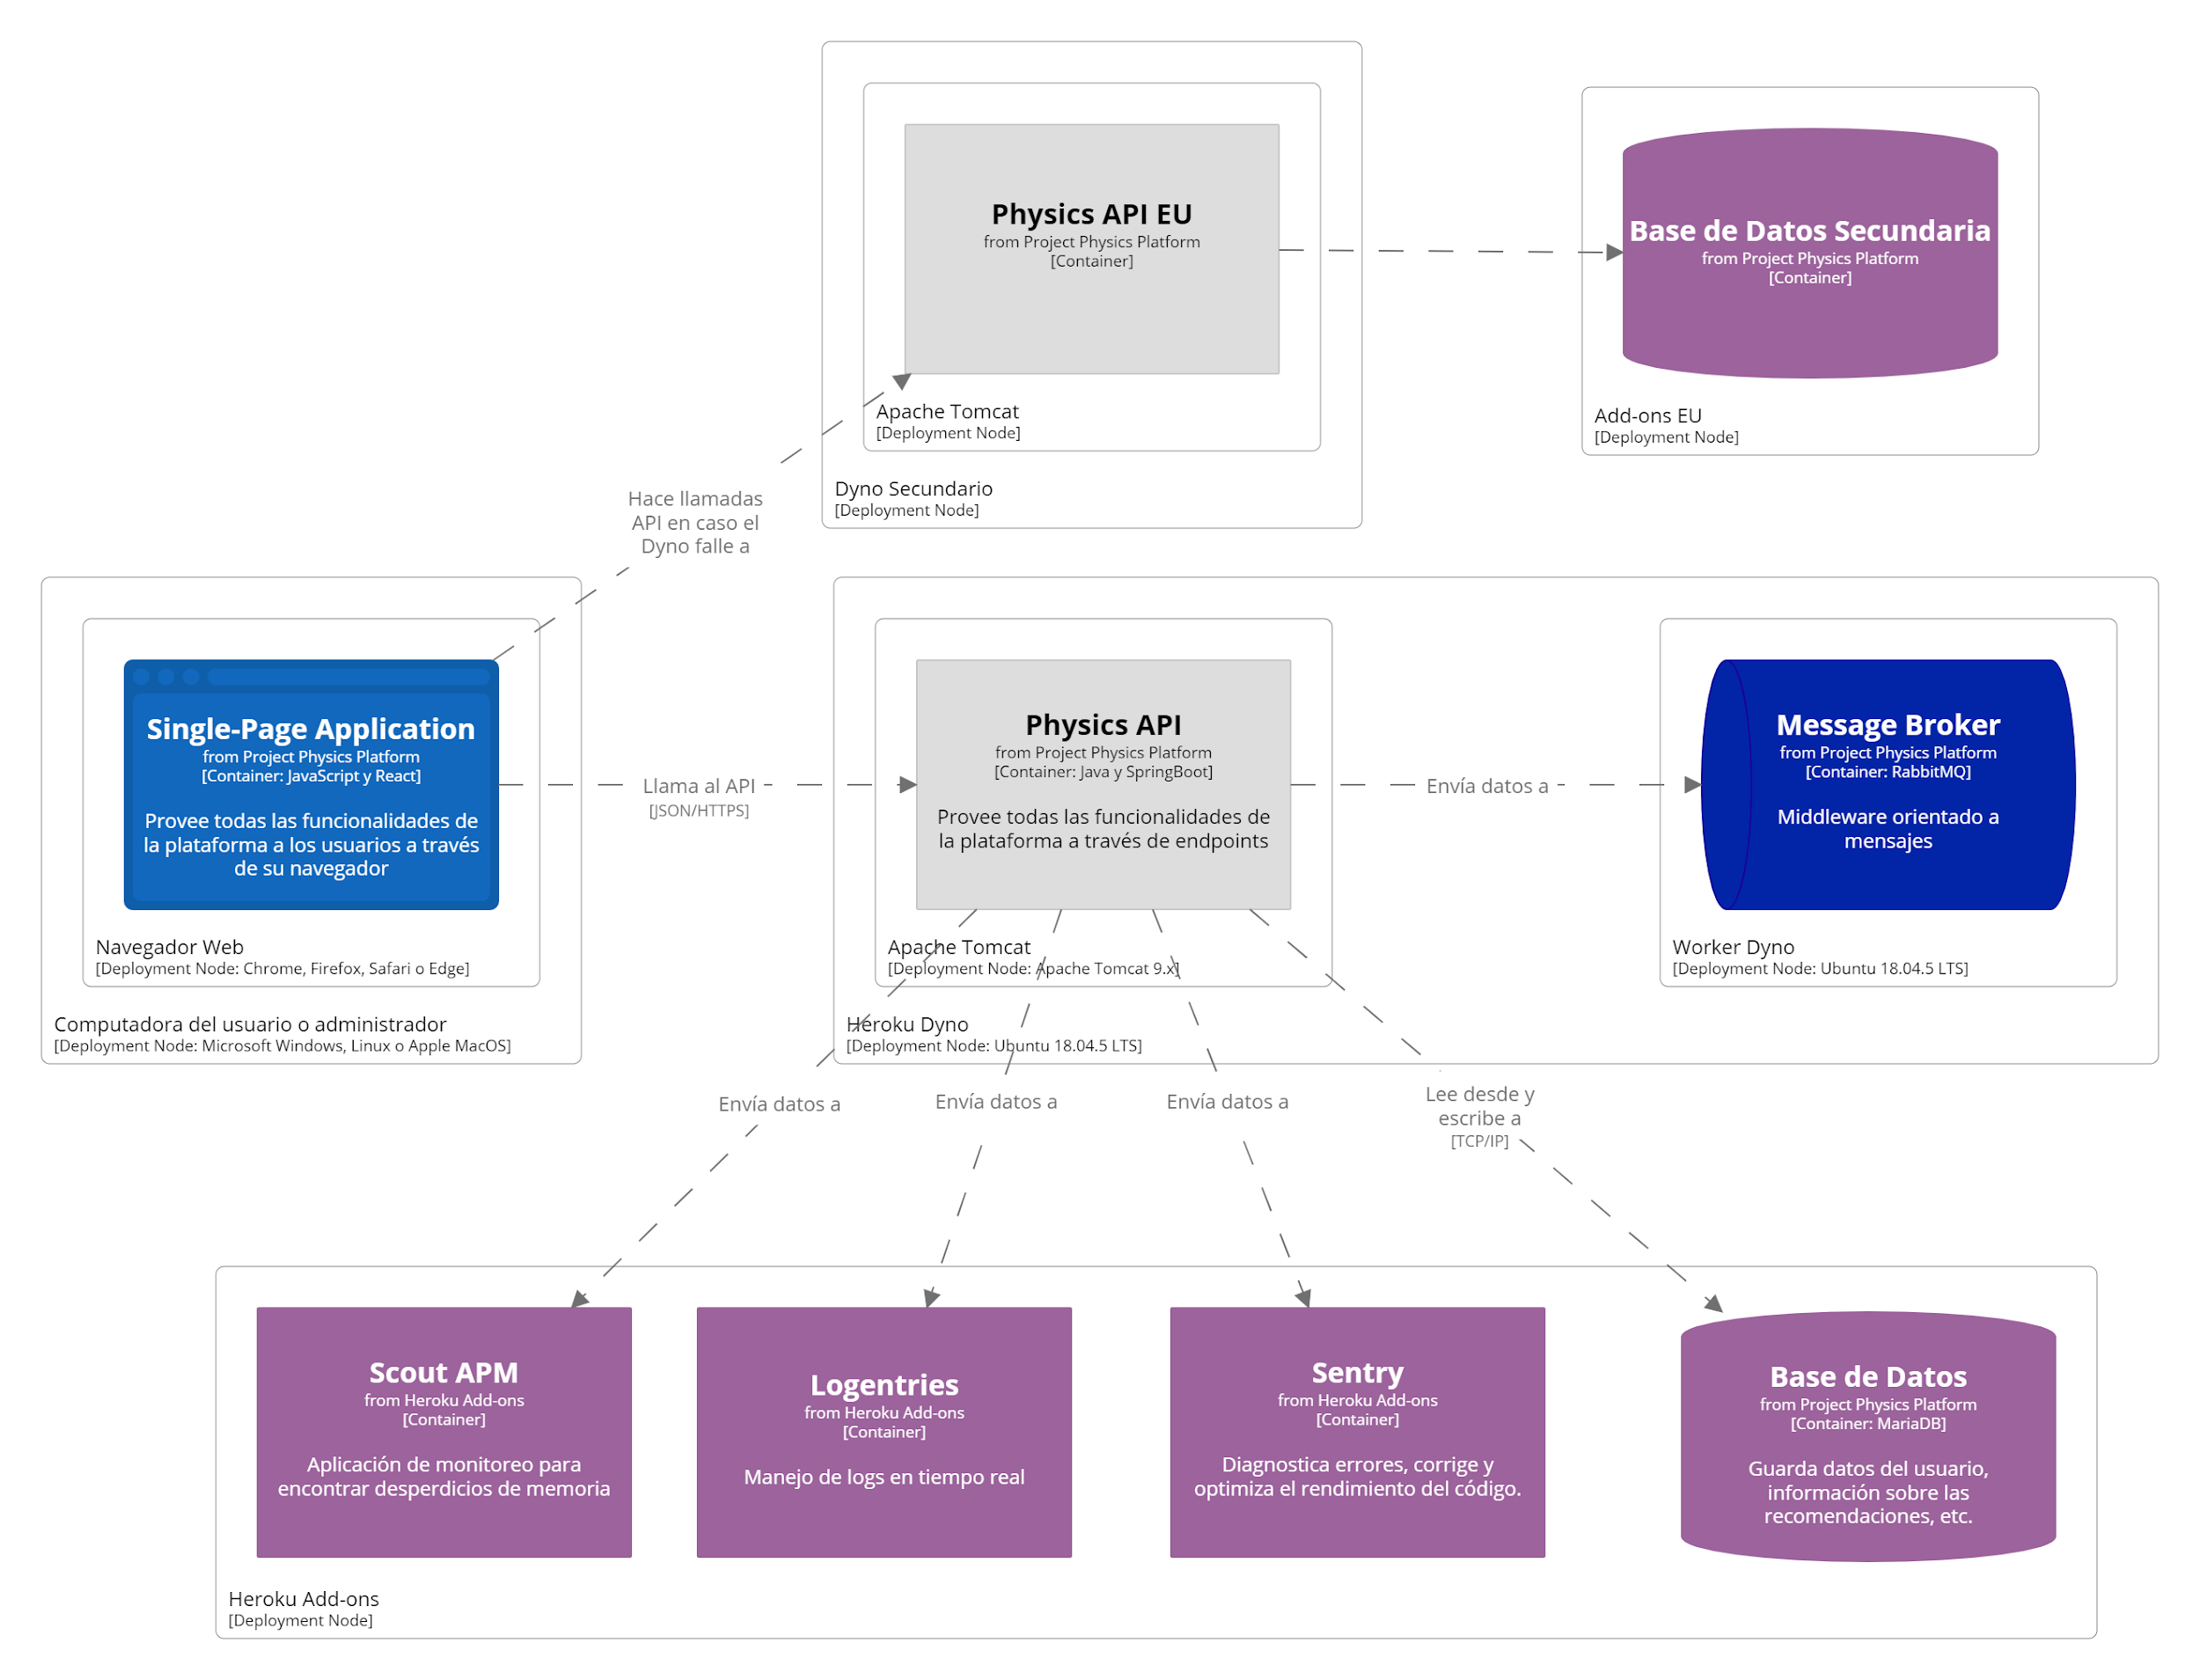 Physics API EU
from Project Physics Platform
[Container]
Apache Tomcat
[Deployment Node]
Dyno Secundario
[Deployment Node]
Base de Datos Secundaria
from Project Physics Platform
[Container]
Add-ons EU
[Deployment Node]
Hace llamadas
API en caso el
Dyno falle a
Single-Page Application
from Project Physics Platform
[Container: JavaScript y React]
Provee todas las funcionalidades de
la plataforma a los usuarios a través
de su navegador
Navegador Web
[Deployment Node: Chrome, Firefox, Safari o Edge]
Computadora del usuario o administrador
[Deployment Node: Microsoft Windows, Linux o Apple MacOS]
Llama al API
[JSON/HTTPS]
Physics API
from Project Physics Platform
[Container: Java y SpringBoot]
Provee todas las funcionalidades de
la plataforma a través de endpoints
Apache Tomcat
[Deployment Node: Apache Tomcat 9.x]
Heroku Dyno
[Deployment Node: Ubuntu 18.04.5 LTS]
Envía datos a
Message Broker
from Project Physics Platform
[Container: RabbitMQ]
Middleware orientado a
mensajes
Worker Dyno
[Deployment Node: Ubuntu 18.04.5 LTS]
Envía datos a
Envía datos a
Envía datos a
Lee desde y
escribe a
[TCP/IP]
Scout APM
from Heroku Add-ons
[Container]
Aplicación de monitoreo para
encontrar desperdicios de memoria
Logentries
from Heroku Add-ons
[Container]
Manejo de logs en tiempo real
Sentry
from Heroku Add-ons
[Container]
Diagnostica errores, corrige y
optimiza el rendimiento del código.
Base de Datos
from Project Physics Platform
[Container: MariaDB]
Guarda datos del usuario,
información sobre las
recomendaciones, etc.
Heroku Add-ons
[Deployment Node]